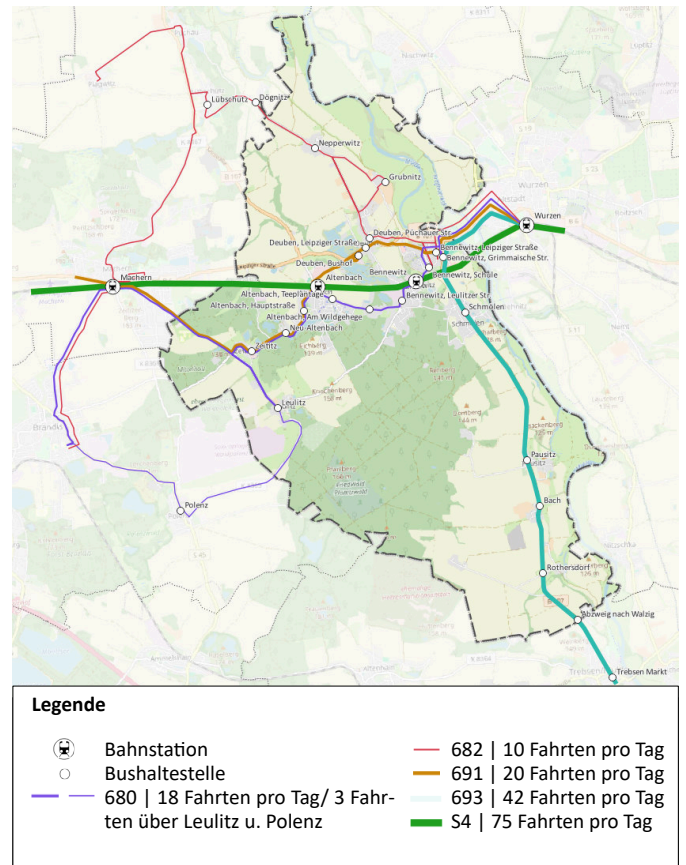 Lübschütz
Dögnitz
Nepperwitz
Grubnitz
Wurzen
Wurzen
Deuben, Püchauer Str.
Deuben, Leipziger Straße
Bennewitz, Leipziger Straße
Bennewitz, Grimmaische Str.
Deuben, Bushof
Bennewitz
Bennewitz, Schule
Machern
Altenbach
Altenbach, Teeplantage
Bennewitz, Leulitzer Str.
Altenbach, Hauptstraße
Altenbach, Am Wildgehege
Schmölen
Neu-Altenbach
Zeititz
Leulitz
Pausitz
Polenz
Bach
Rothersdorf
Abzweig nach Walzig
Trebsen Markt
Legende
Bahnstation
Bushaltestelle
680 | 18 Fahrten pro Tag/ 3 Fahr-
ten über Leulitz u. Polenz
682 | 10 Fahrten pro Tag
691 | 20 Fahrten pro Tag
693 | 42 Fahrten pro Tag
S4 | 75 Fahrten pro Tag